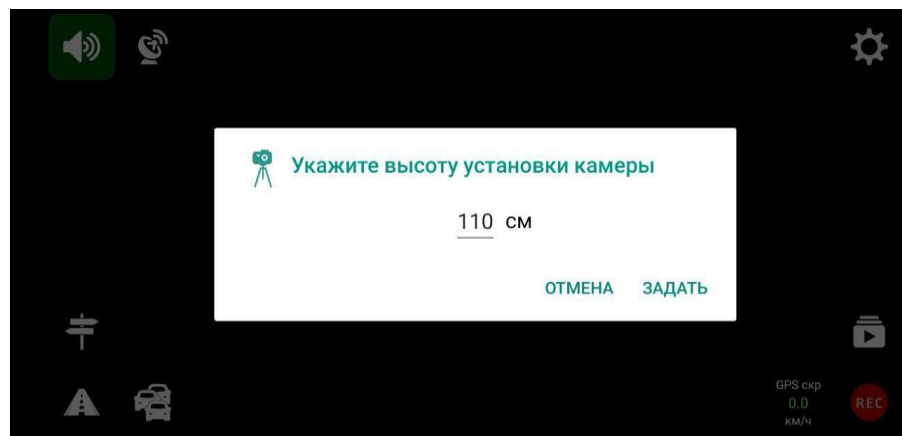 Укажите высоту установки камеры
110 см
ОТМЕНА ЗАДАТЬ
GPS скр
0.0
км/ч
REC